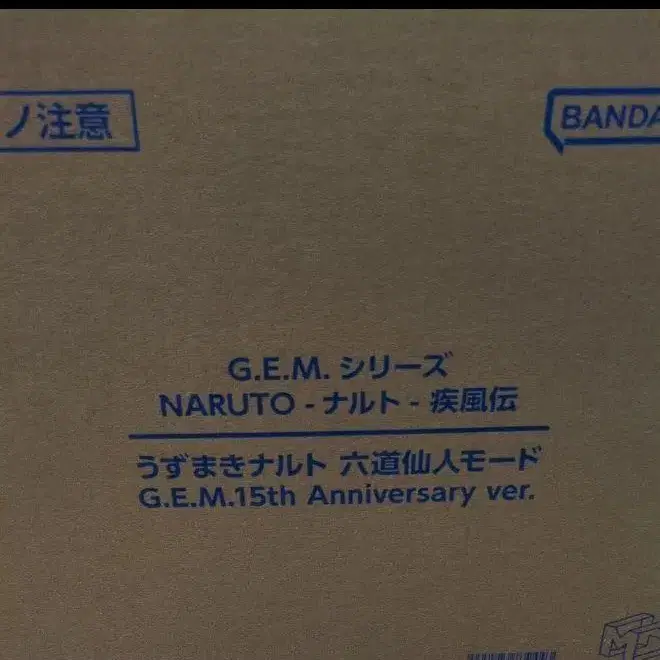 ノ注意
BANDA
G.E.M. シリーズ
NARUTO - ナルト - 疾風伝
うずまきナルト 六道仙人モード
G.E.M.15th Anniversary ver.